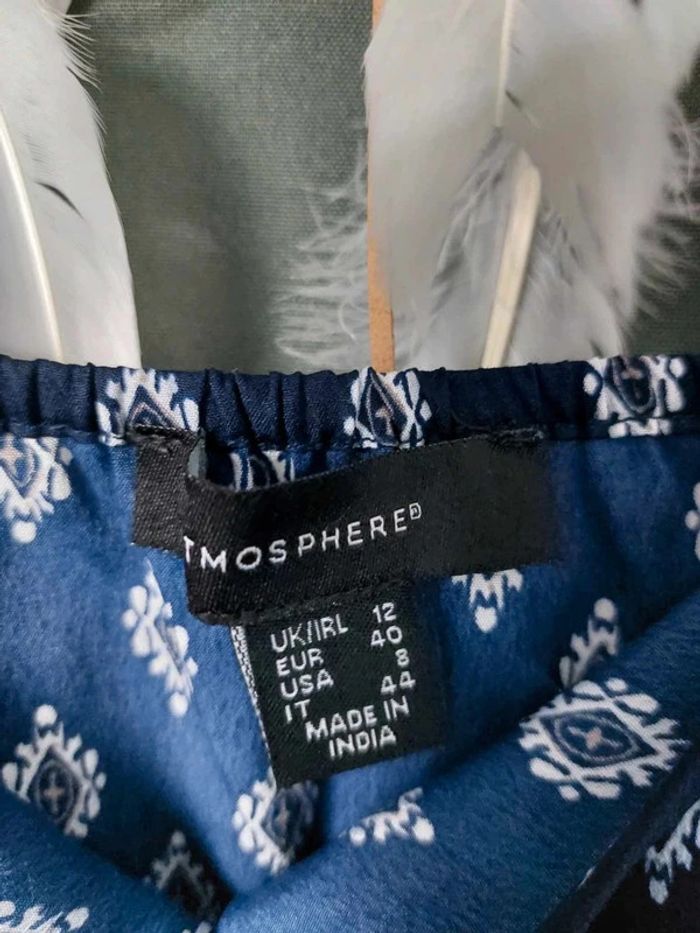 TMOSPHERE®
UK/IRL 12
EUR 40
USA 8
IT 44
MADE IN
INDIA